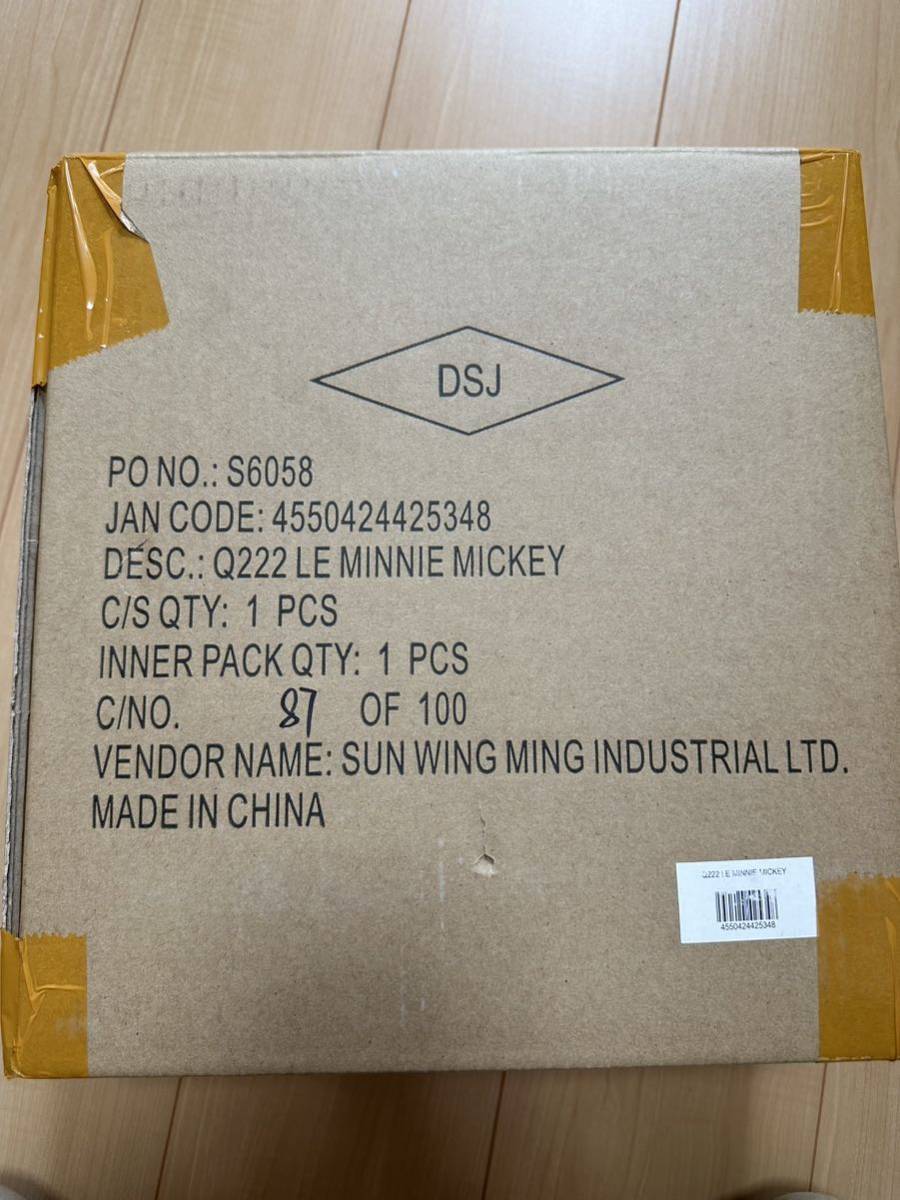 DSJ
PO NO.: S6058
JAN CODE: 4550424425348
DESC.: Q222 LE MINNIE MICKEY
C/S QTY: 1 PCS
INNER PACK QTY: 1 PCS
C/NO. 87 OF 100
VENDOR NAME: SUN WING MING INDUSTRIAL LTD.
MADE IN CHINA
Q222 LE MINNIE MICKEY
4550424425348